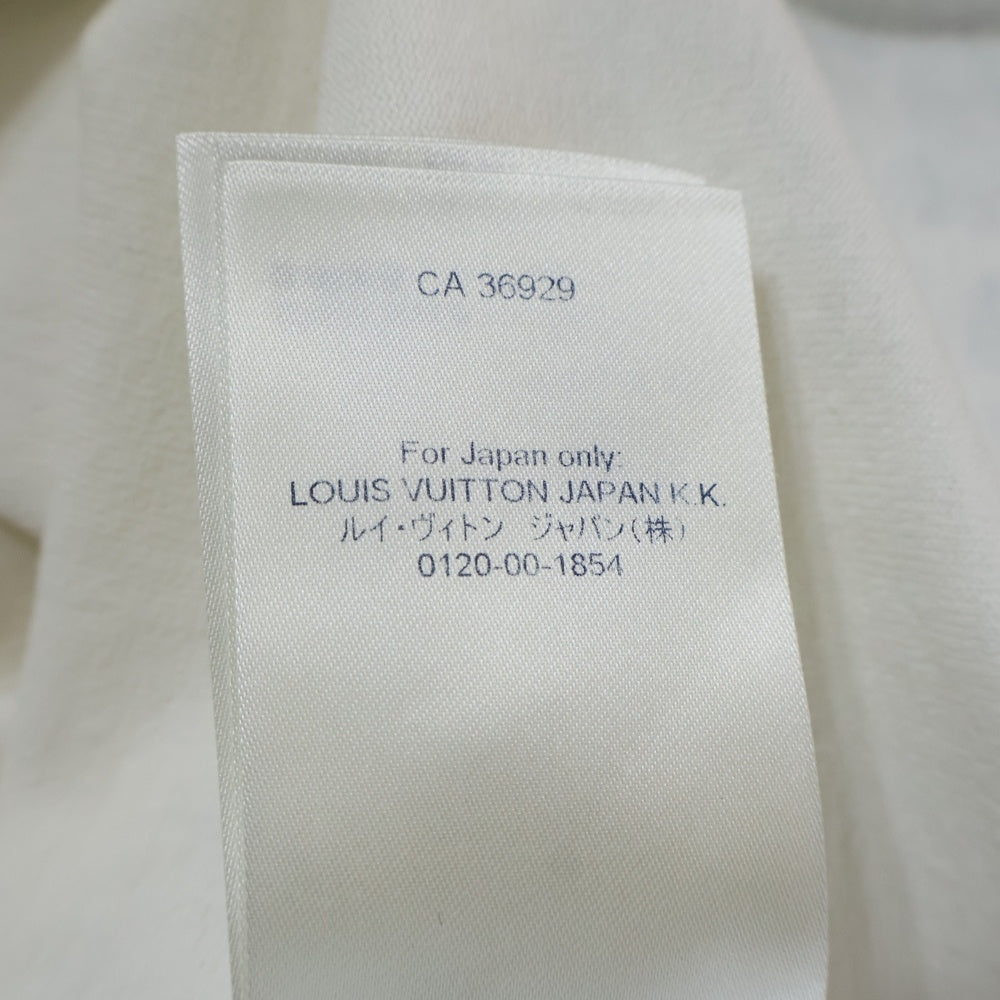 CA 36929
For Japan only:
LOUIS VUITTON JAPAN K.K.
ルイ・ヴィトン ジャパン(株)
0120-00-1854